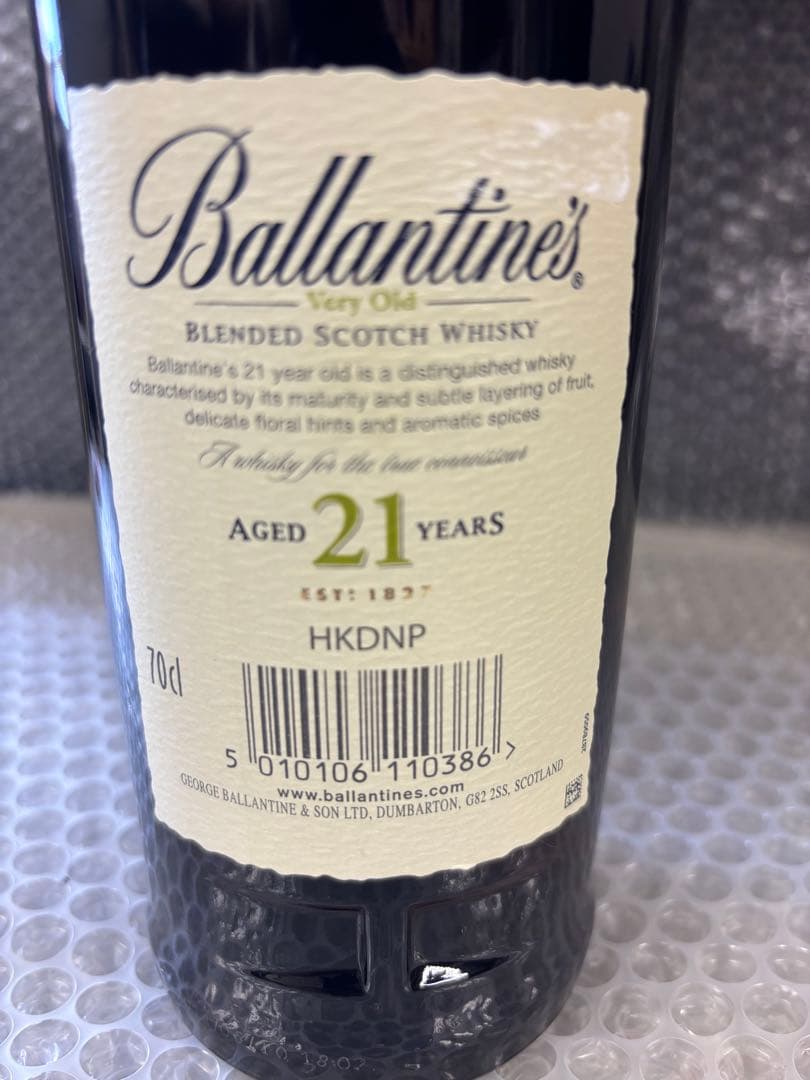 Ballantine's®
Very Old
BLENDED SCOTCH WHISKY
Ballantine's 21 year old is a distinguished whisky
characterised by its maturity and subtle layering of fruit,
delicate floral hints and aromatic spices
A whisky for the true connoisseur
AGED 21 YEARS
ESTD 1827
HKDNP
70cl
5 010106 110386 >
www.ballantines.com
GEORGE BALLANTINE & SON LTD, DUMBARTON, G82 2SS, SCOTLAND